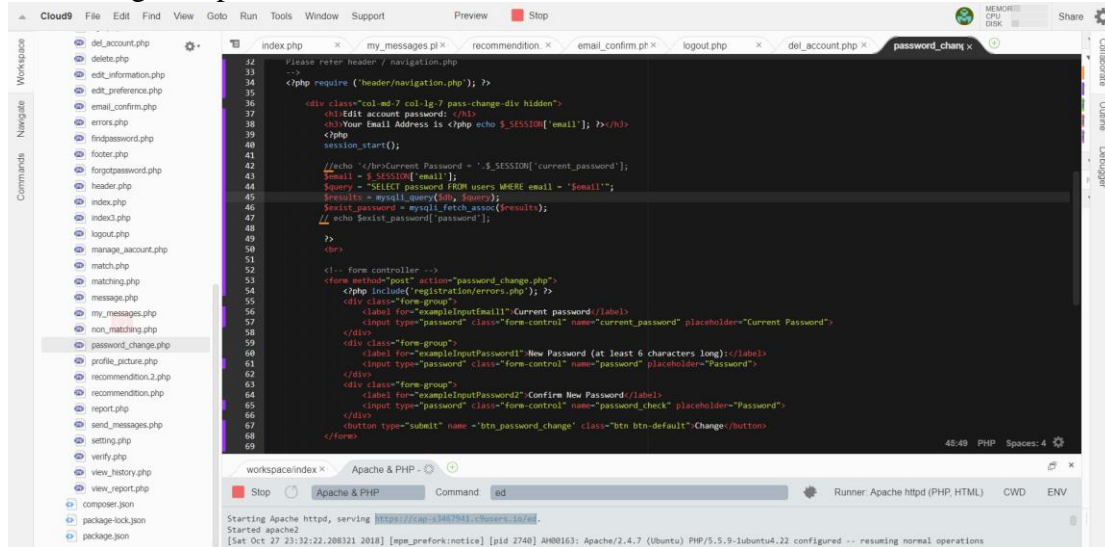 Cloud9 File Edit Find View Goto Run Tools Window Support Preview Stop MEMOR CPU DISK Share
Workspace
Navigate
Commands
Collaborate
Outline
Debugger
del_account.php
delete.php
edit_information.php
edit_preference.php
email_confirm.php
errors.php
findpassword.php
footer.php
forgotpassword.php
header.php
index.php
index3.php
logout.php
manage_aacount.php
match.php
matching.php
message.php
my_messages.php
non_matching.php
password_change.php
profile_picture.php
recommendition.2.php
recommendition.php
report.php
send_messages.php
setting.php
verify.php
view_history.php
view_report.php
composer.json
package-lock.json
package.json
index.php × my_messages.pl × recommendition. × email_confirm.ph × logout.php × del_account.php × password_chang ×
32 Please refer header / navigation.php
33 -->
34 <?php require ('header/navigation.php'); ?>
35
36 <div class="col-md-7 col-lg-7 pass-change-div hidden">
37 <h1>Edit account password: </h1>
38 <h3>Your Email Address is <?php echo $_SESSION['email']; ?></h3>
39 <?php
40 session_start();
41
42 //echo '</br>Current Password = '.$_SESSION['current_password'];
43 $email = $_SESSION['email'];
44 $query = "SELECT password FROM users WHERE email = '$email'";
45 $results = mysqli_query($db, $query);
46 $exist_password = mysqli_fetch_assoc($results);
47 // echo $exist_password['password'];
48
49 ?>
50 <br>
51
52 <!-- form controller -->
53 <form method="post" action="password_change.php">
54 <?php include('registration/errors.php'); ?>
55 <div class="form-group">
56 <label for="exampleInputEmail1">Current password</label>
57 <input type="password" class="form-control" name="current_password" placeholder="Current Password">
58 </div>
59 <div class="form-group">
60 <label for="exampleInputPassword1">New Password (at least 6 characters long):</label>
61 <input type="password" class="form-control" name="password" placeholder="Password">
62 </div>
63 <div class="form-group">
64 <label for="exampleInputPassword2">Confirm New Password</label>
65 <input type="password" class="form-control" name="password_check" placeholder="Password">
66 </div>
67 <button type="submit" name ='btn_password_change' class="btn btn-default">Change</button>
68 </form>
69
45:49 PHP Spaces: 4
workspace/index × Apache & PHP -
Stop Apache & PHP Command: ed Runner: Apache httpd (PHP, HTML) CWD ENV
Starting Apache httpd, serving https://cap-s3467941.c9users.io/ed.
Started apache2
[Sat Oct 27 23:32:22.208321 2018] [mpm_prefork:notice] [pid 2740] AH00163: Apache/2.4.7 (Ubuntu) PHP/5.5.9-1ubuntu4.22 configured -- resuming normal operations